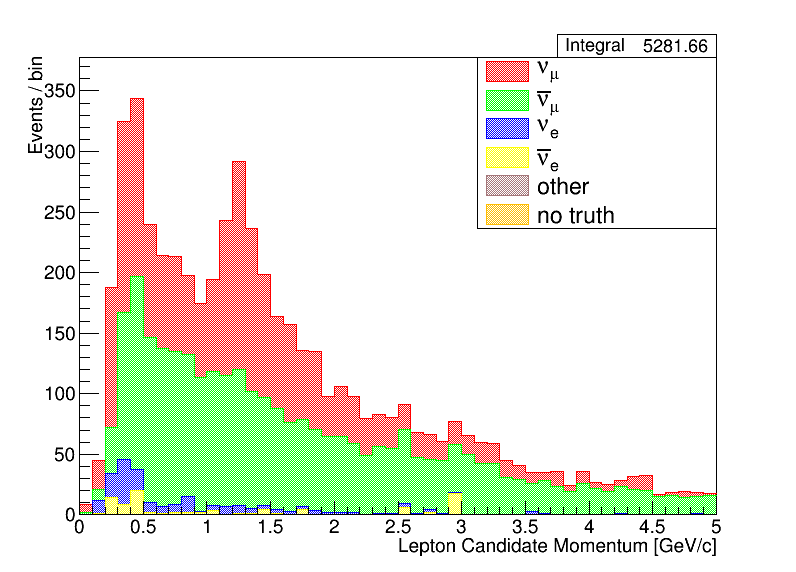 Integral 5281.66
Events / bin
ν_μ
ν̅_μ
ν_e
ν̅_e
other
no truth
350
300
250
200
150
100
50
0
0 0.5 1 1.5 2 2.5 3 3.5 4 4.5 5
Lepton Candidate Momentum [GeV/c]